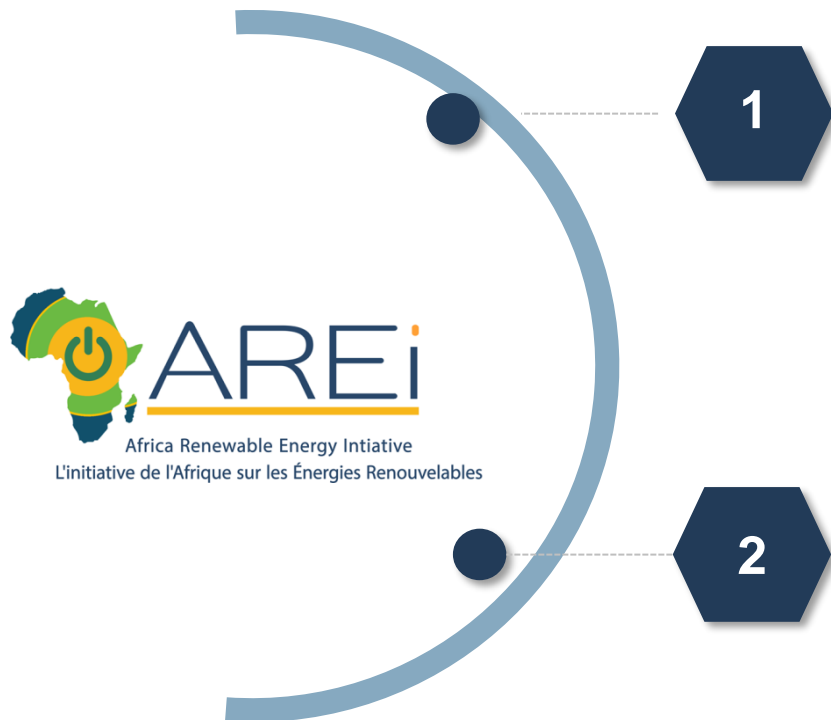 1
AREi
Africa Renewable Energy Intiative
L'initiative de l'Afrique sur les Énergies Renouvelables
2